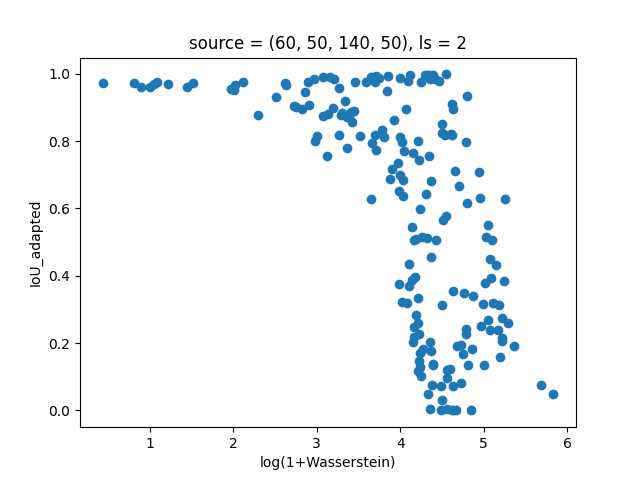 source = (60, 50, 140, 50), ls = 2
1.0
0.8
0.6
0.4
0.2
0.0
IoU_adapted
1 2 3 4 5 6
log(1+Wasserstein)